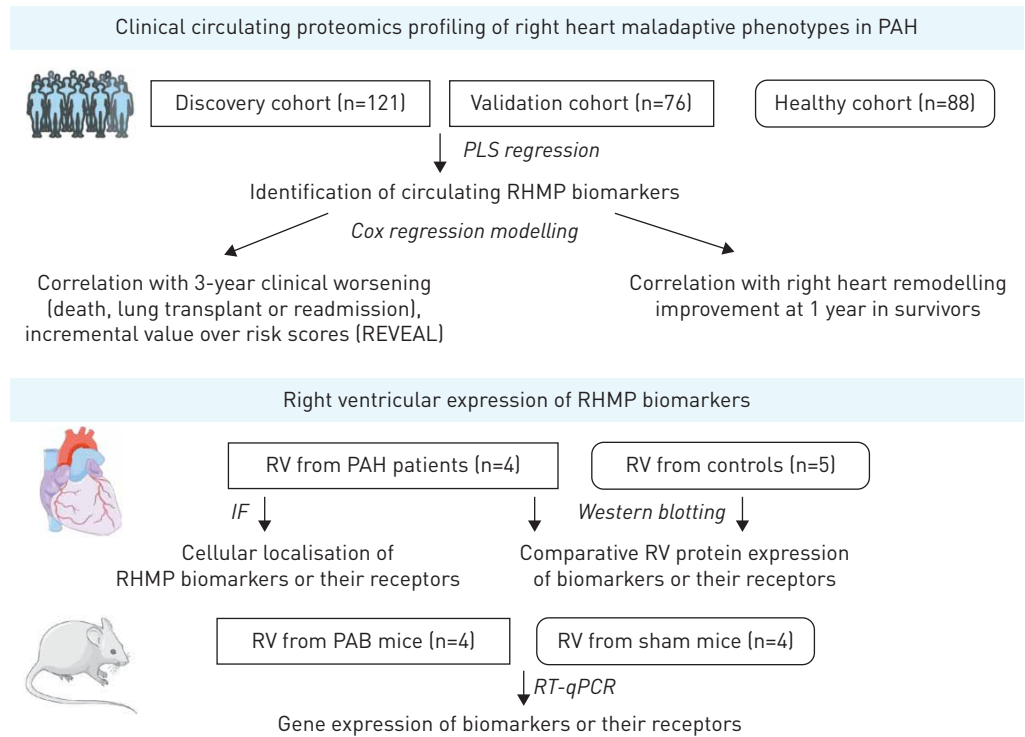 Clinical circulating proteomics profiling of right heart maladaptive phenotypes in PAH
Discovery cohort (n=121)
Validation cohort (n=76)
Healthy cohort (n=88)
PLS regression
Identification of circulating RHMP biomarkers
Cox regression modelling
Correlation with 3-year clinical worsening
(death, lung transplant or readmission),
incremental value over risk scores (REVEAL)
Correlation with right heart remodelling
improvement at 1 year in survivors
Right ventricular expression of RHMP biomarkers
RV from PAH patients (n=4)
RV from controls (n=5)
IF
Western blotting
Cellular localisation of
RHMP biomarkers or their receptors
Comparative RV protein expression
of biomarkers or their receptors
RV from PAB mice (n=4)
RV from sham mice (n=4)
RT-qPCR
Gene expression of biomarkers or their receptors